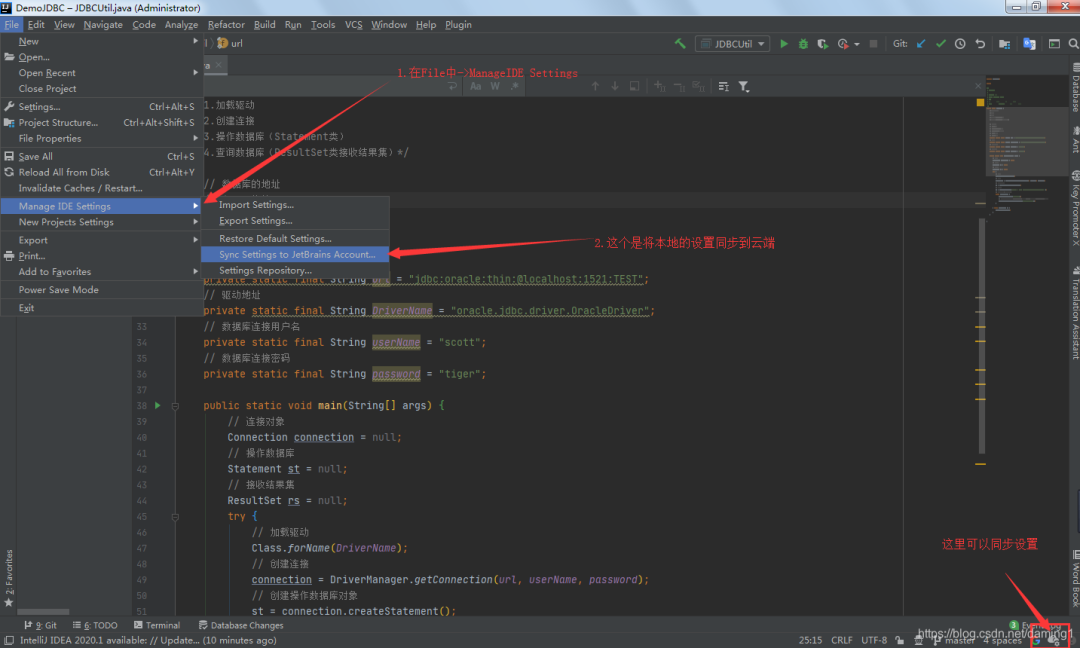 DemoJDBC – JDBCUtil.java (Administrator)
File Edit View Navigate Code Analyze Refactor Build Run Tools VCS Window Help Plugin
New
url
JDBCUtil
Git:
Open...
Open Recent
1.在File中->ManageIDE Settings
Close Project
Aa W .*
Settings... Ctrl+Alt+S
1.加载驱动
Project Structure... Ctrl+Alt+Shift+S
2.创建连接
File Properties
3.操作数据库（Statement类）
Save All Ctrl+S
4.查询数据库（ResultSet类接收结果集）*/
Reload All from Disk Ctrl+Alt+Y
Invalidate Caches / Restart...
// 数据库的地址
Manage IDE Settings
Import Settings...
New Projects Settings
Export Settings...
Export
Restore Default Settings...
2.这个是将本地的设置同步到云端
Print...
Sync Settings to JetBrains Account...
Add to Favorites
Settings Repository...
private static final String url = "jdbc:oracle:thin:@localhost:1521:TEST";
Power Save Mode
// 驱动地址
Exit
private static final String DriverName = "oracle.jdbc.driver.OracleDriver";
33 // 数据库连接用户名
34 private static final String userName = "scott";
35 // 数据库连接密码
36 private static final String password = "tiger";
37
38 public static void main(String[] args) {
39 // 连接对象
40 Connection connection = null;
41 // 操作数据库
42 Statement st = null;
43 // 接收结果集
44 ResultSet rs = null;
45 try {
46 // 加载驱动
47 Class.forName(DriverName);
48 // 创建连接
49 connection = DriverManager.getConnection(url, userName, password);
50 // 创建操作数据库对象
51 st = connection.createStatement();
这里可以同步设置
Database
Ant
Key Promoter X
Translation Assistant
Word Book
2: Favorites
9: Git 6: TODO Terminal Database Changes
3 Event Log
IntelliJ IDEA 2020.1 available: // Update... (10 minutes ago)
25:15 CRLF UTF-8 master 4 spaces
https://blog.csdn.net/daming1